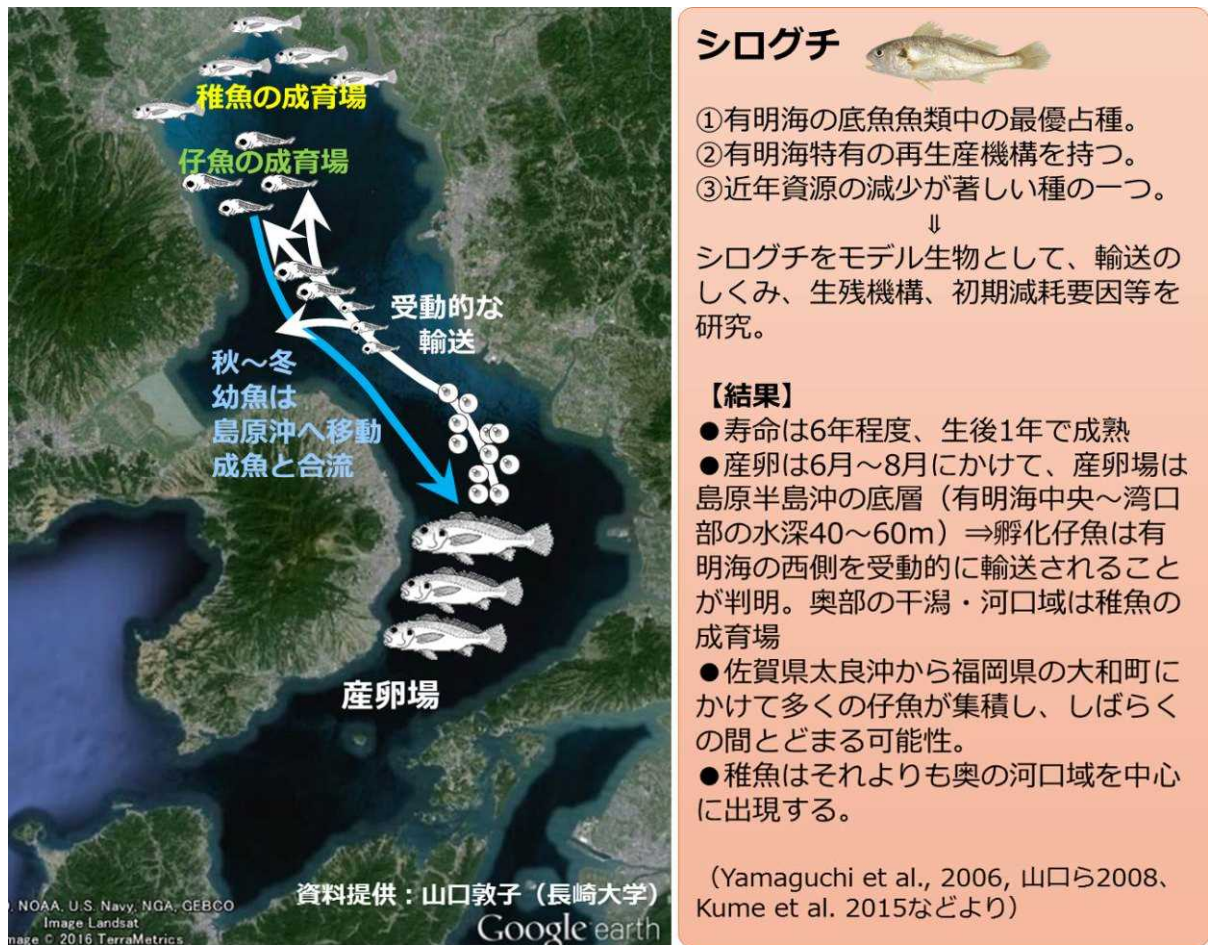 稚魚の成育場
仔魚の成育場
受動的な
輸送
秋～冬
幼魚は
島原沖へ移動
成魚と合流
産卵場
資料提供：山口敦子（長崎大学）
, NOAA, U.S. Navy, NGA, GEBCO
Image Landsat
mage © 2016 TerraMetrics
Google earth
シログチ
①有明海の底魚魚類中の最優占種。
②有明海特有の再生産機構を持つ。
③近年資源の減少が著しい種の一つ。
⇓
シログチをモデル生物として、輸送の
しくみ、生残機構、初期減耗要因等を
研究。
【結果】
●寿命は6年程度、生後1年で成熟
●産卵は6月～8月にかけて、産卵場は
島原半島沖の底層（有明海中央～湾口
部の水深40～60m）⇒孵化仔魚は有
明海の西側を受動的に輸送されること
が判明。奥部の干潟・河口域は稚魚の
成育場
●佐賀県太良沖から福岡県の大和町に
かけて多くの仔魚が集積し、しばらく
の間とどまる可能性。
●稚魚はそれよりも奥の河口域を中心
に出現する。
（Yamaguchi et al., 2006, 山口ら2008、
Kume et al. 2015などより）